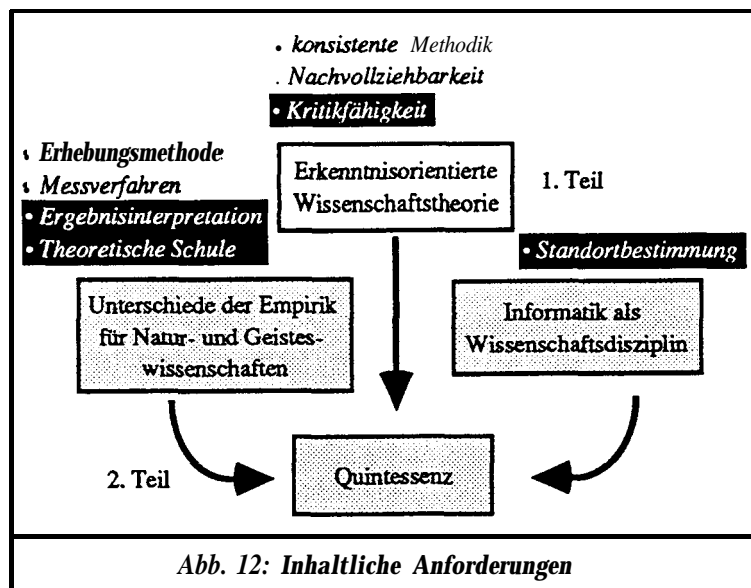 • konsistente Methodik
. Nachvollziehbarkeit
• Kritikfähigkeit
Erkenntnisorientierte
Wissenschaftstheorie
1. Teil
Erhebungsmethode
Messverfahren
• Ergebnisinterpretation
• Theoretische Schule
• Standortbestimmung
Unterschiede der Empirik
für Natur- und Geistes-
wissenschaften
Informatik als
Wissenschaftsdisziplin
2. Teil
Quintessenz
Abb. 12: Inhaltliche Anforderungen